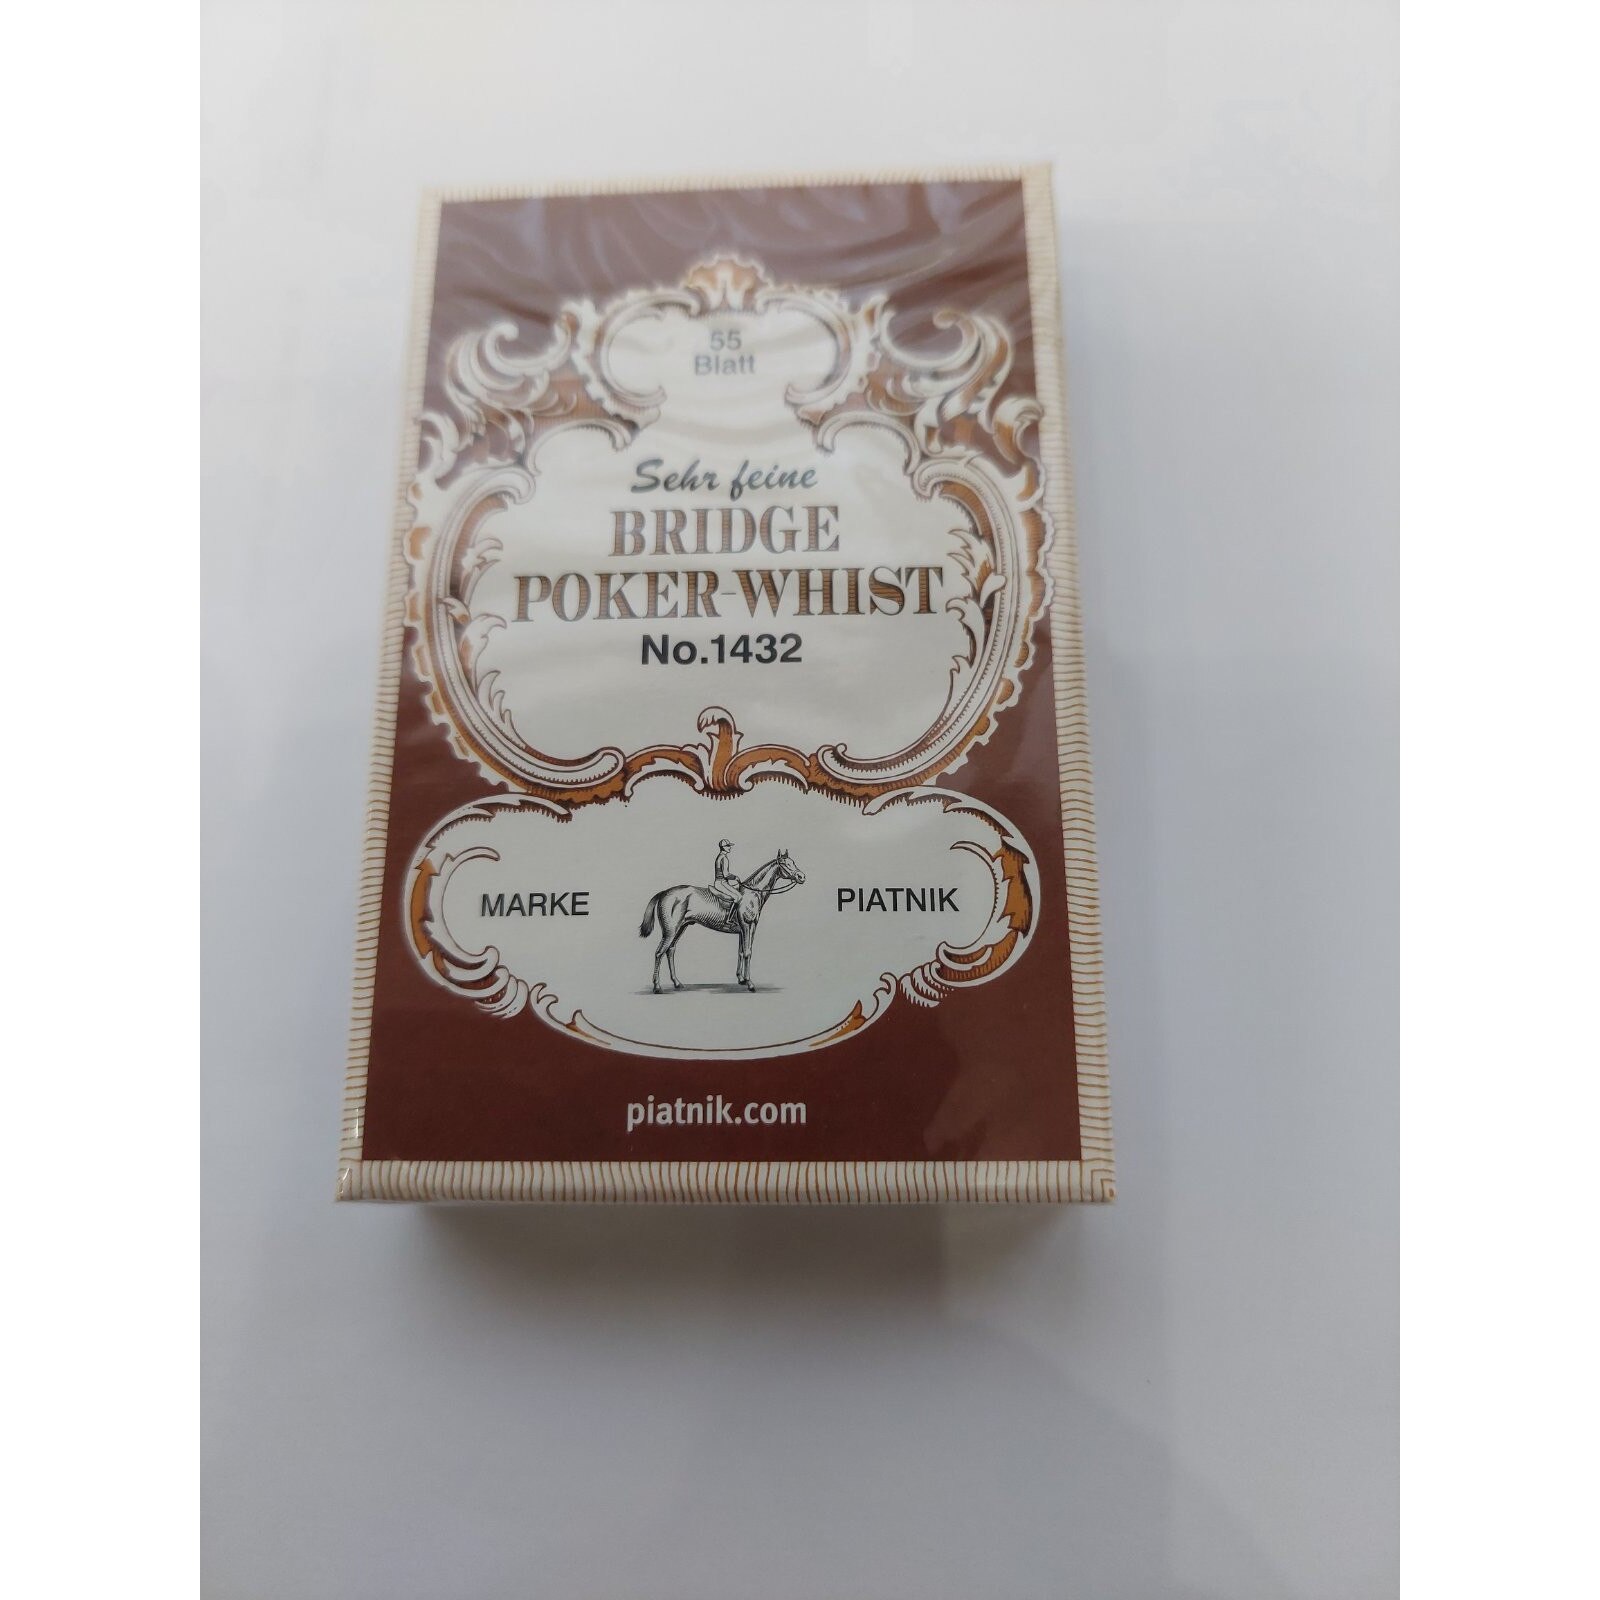 55
Blatt
Sehr feine
BRIDGE
POKER-WHIST
No.1432
MARKE PIATNIK
piatnik.com